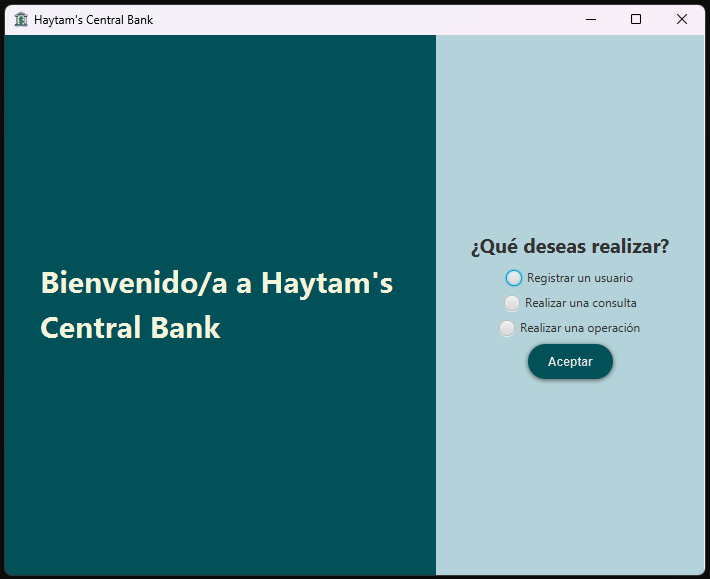 Haytam's Central Bank
Bienvenido/a a Haytam's
Central Bank
¿Qué deseas realizar?
Registrar un usuario
Realizar una consulta
Realizar una operación
Aceptar